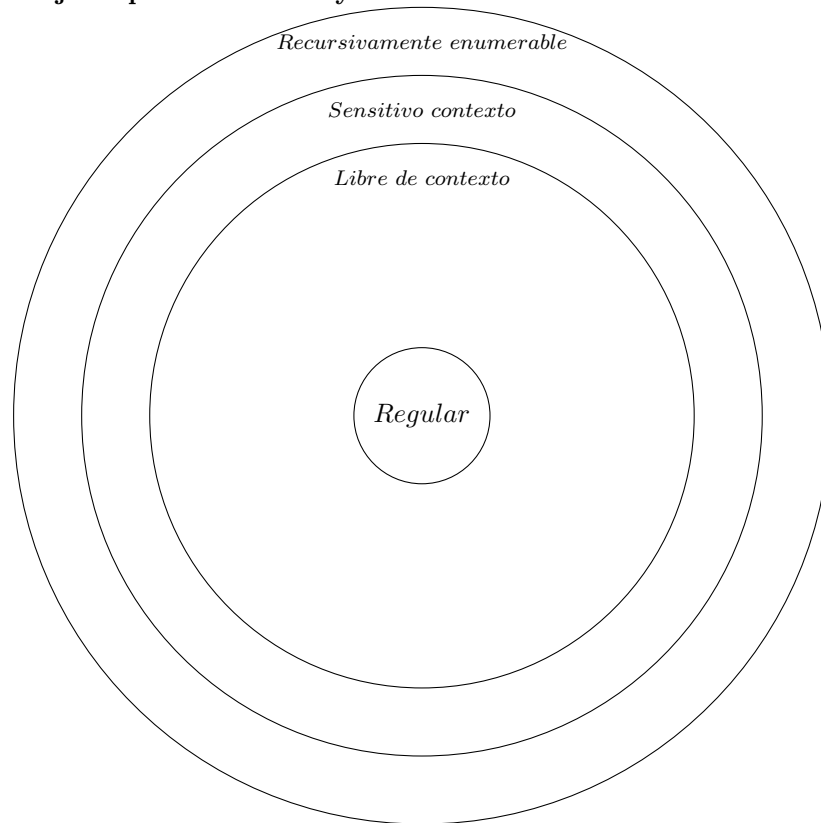 Recursivamente enumerable
Sensitivo contexto
Libre de contexto
Regular